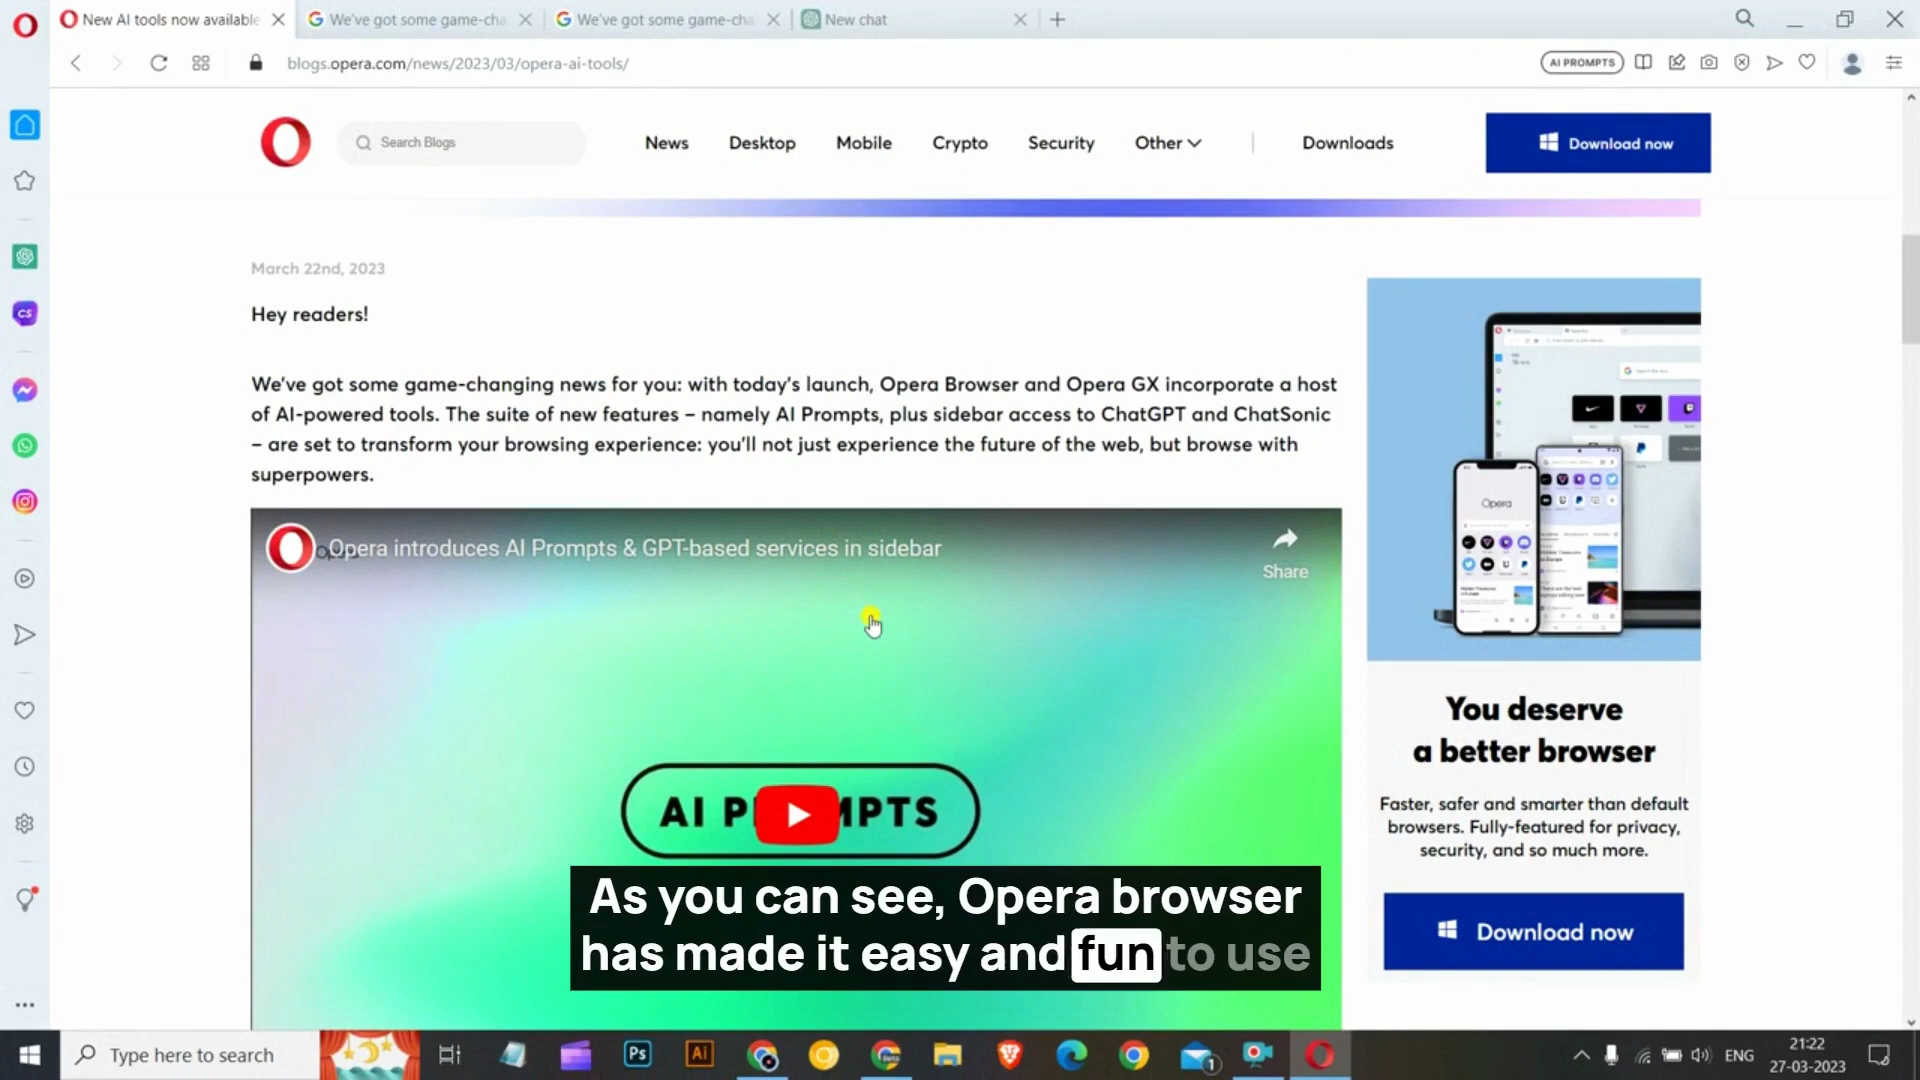 New AI tools now available
We've got some game-cha
We've got some game-cha
New chat
blogs.opera.com/news/2023/03/opera-ai-tools/
AI PROMPTS
Search Blogs
News
Desktop
Mobile
Crypto
Security
Other
Downloads
Download now
CS
March 22nd, 2023
Hey readers!
We've got some game-changing news for you: with today's launch, Opera Browser and Opera GX incorporate a host
of AI-powered tools. The suite of new features – namely AI Prompts, plus sidebar access to ChatGPT and ChatSonic
– are set to transform your browsing experience: you'll not just experience the future of the web, but browse with
superpowers.
Opera introduces AI Prompts & GPT-based services in sidebar
Share
Opera
You deserve
a better browser
Faster, safer and smarter than default
browsers. Fully-featured for privacy,
security, and so much more.
Download now
As you can see, Opera browser
has made it easy and fun to use
Type here to search
Ps
Ai
Beta
1
ENG
21:22
27-03-2023